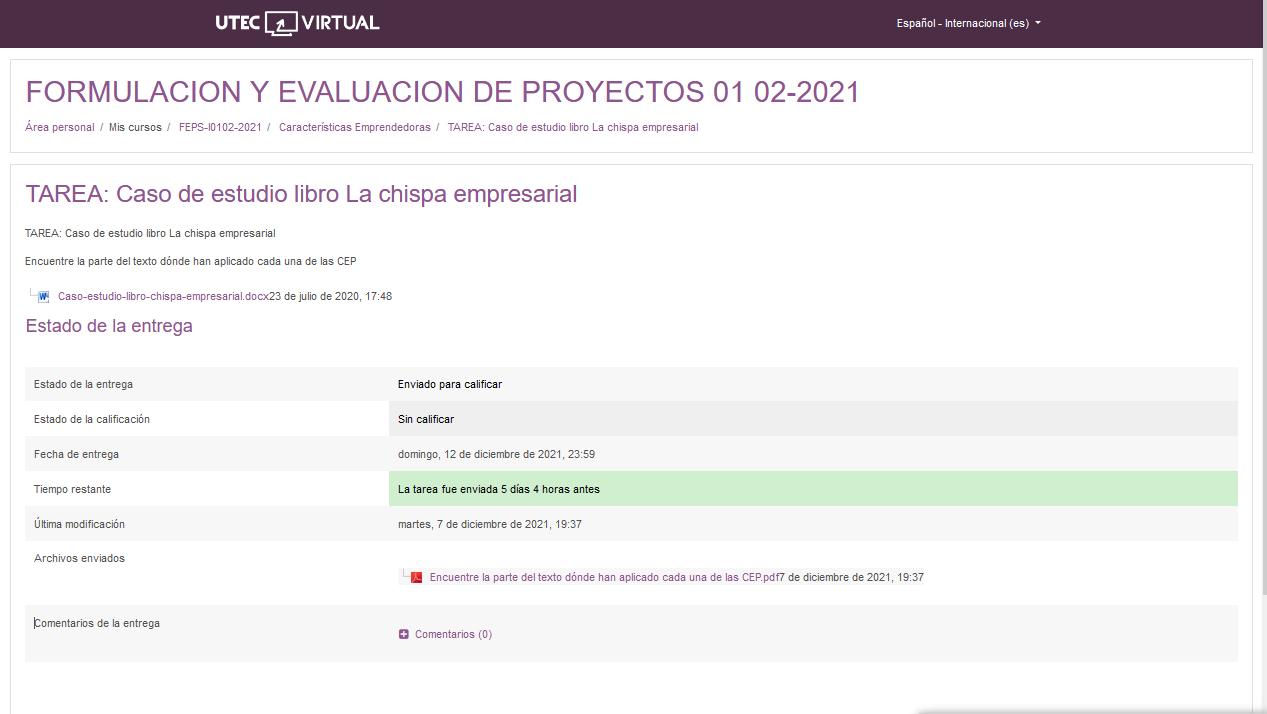 UTEC VIRTUAL
Español - Internacional (es)
FORMULACION Y EVALUACION DE PROYECTOS 01 02-2021
Área personal / Mis cursos / FEPS-I0102-2021 / Características Emprendedoras / TAREA: Caso de estudio libro La chispa empresarial
TAREA: Caso de estudio libro La chispa empresarial
TAREA: Caso de estudio libro La chispa empresarial
Encuentre la parte del texto dónde han aplicado cada una de las CEP
Caso-estudio-libro-chispa-empresarial.docx23 de julio de 2020, 17:48
Estado de la entrega
Estado de la entrega Enviado para calificar
Estado de la calificación Sin calificar
Fecha de entrega domingo, 12 de diciembre de 2021, 23:59
Tiempo restante La tarea fue enviada 5 días 4 horas antes
Última modificación martes, 7 de diciembre de 2021, 19:37
Archivos enviados
Encuentre la parte del texto dónde han aplicado cada una de las CEP.pdf7 de diciembre de 2021, 19:37
Comentarios de la entrega
Comentarios (0)